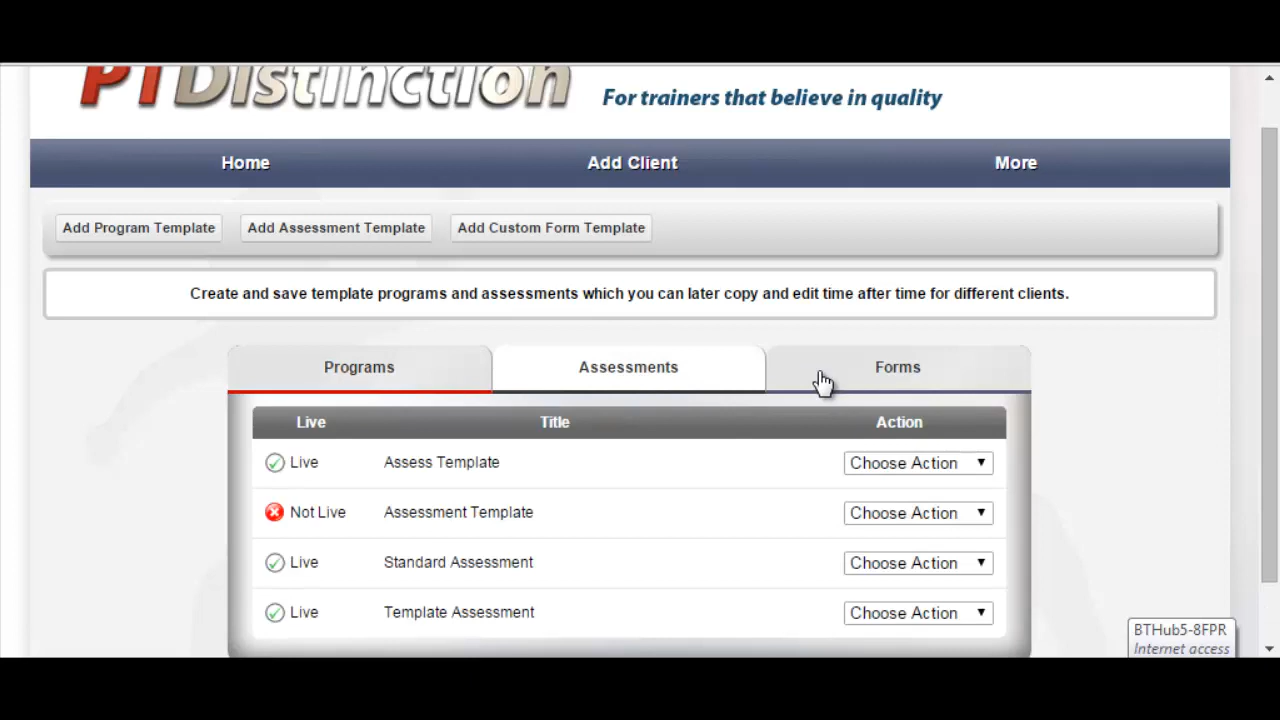 PTDistinction For trainers that believe in quality
Home Add Client More
Add Program Template Add Assessment Template Add Custom Form Template
Create and save template programs and assessments which you can later copy and edit time after time for different clients.
Programs Assessments Forms
Live Title Action
Live Assess Template Choose Action
Not Live Assessment Template Choose Action
Live Standard Assessment Choose Action
Live Template Assessment Choose Action
BTHub5-8FPR
Internet access